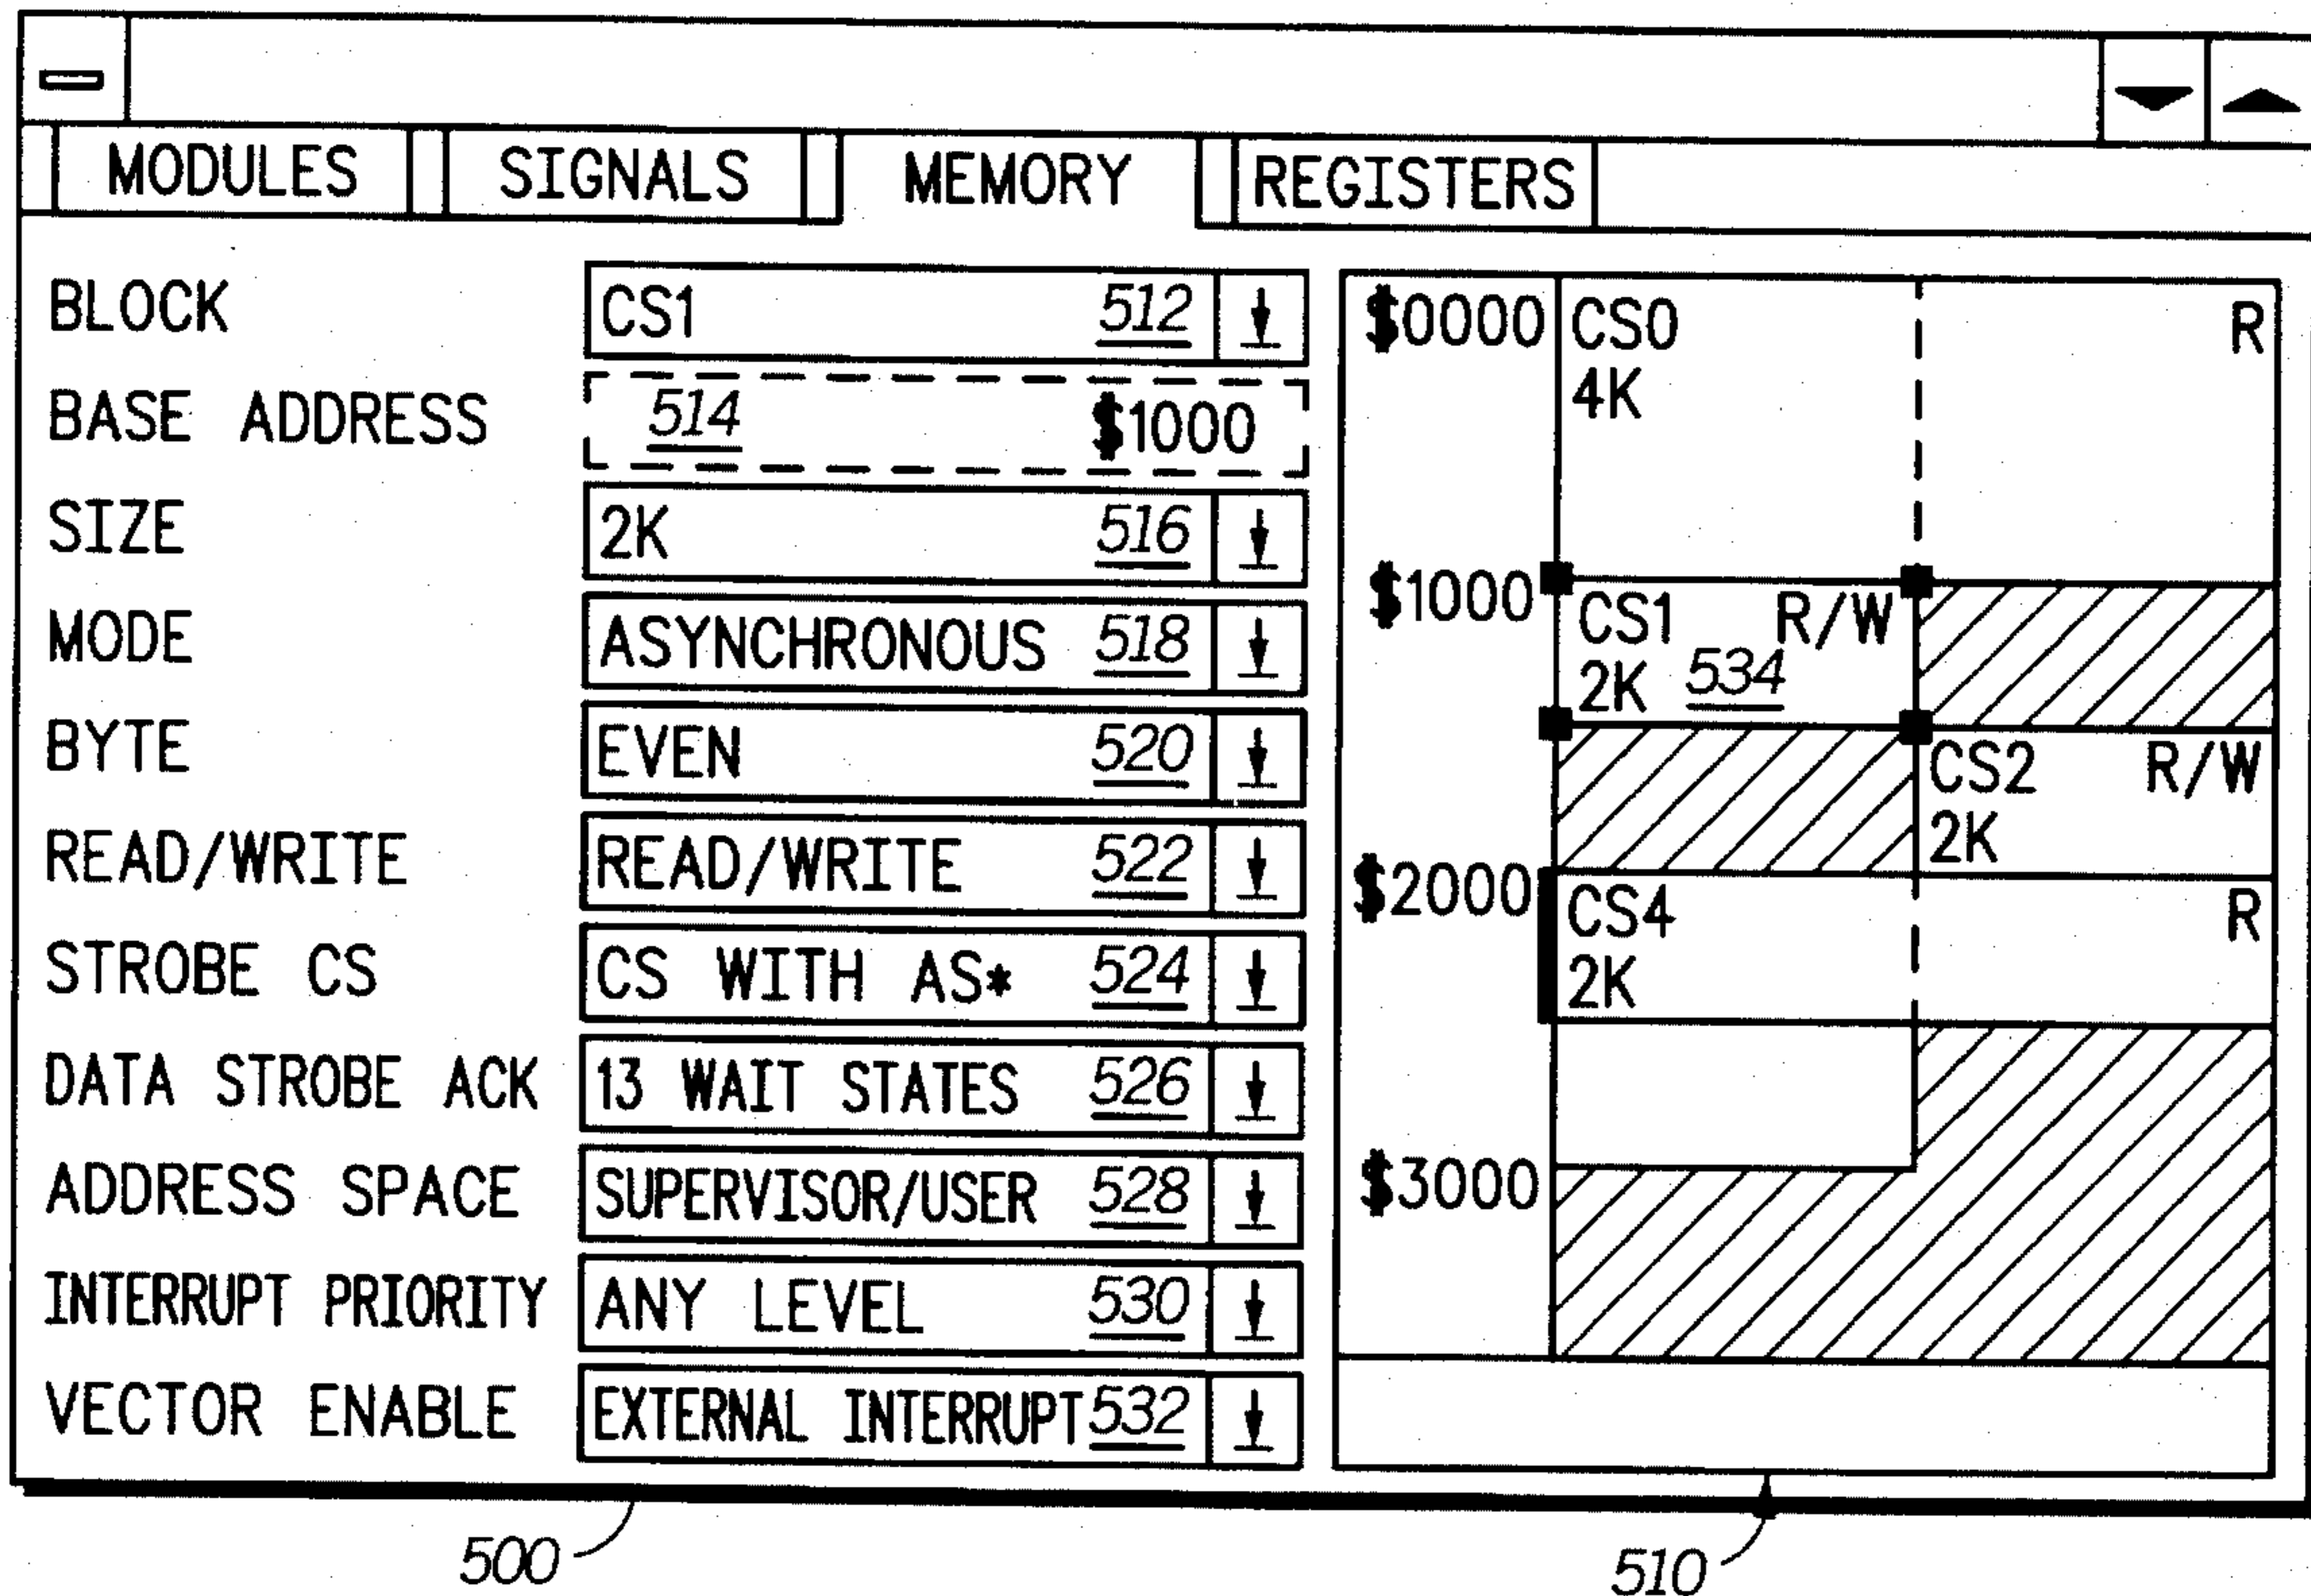 MODULES SIGNALS MEMORY REGISTERS
BLOCK CS1 512
BASE ADDRESS 514 $1000
SIZE 2K 516
MODE ASYNCHRONOUS 518
BYTE EVEN 520
READ/WRITE READ/WRITE 522
STROBE CS CS WITH AS* 524
DATA STROBE ACK 13 WAIT STATES 526
ADDRESS SPACE SUPERVISOR/USER 528
INTERRUPT PRIORITY ANY LEVEL 530
VECTOR ENABLE EXTERNAL INTERRUPT 532
$0000 CS0 R
4K
$1000 CS1 R/W
2K 534
CS2 R/W
2K
$2000 CS4 R
2K
$3000
500 510